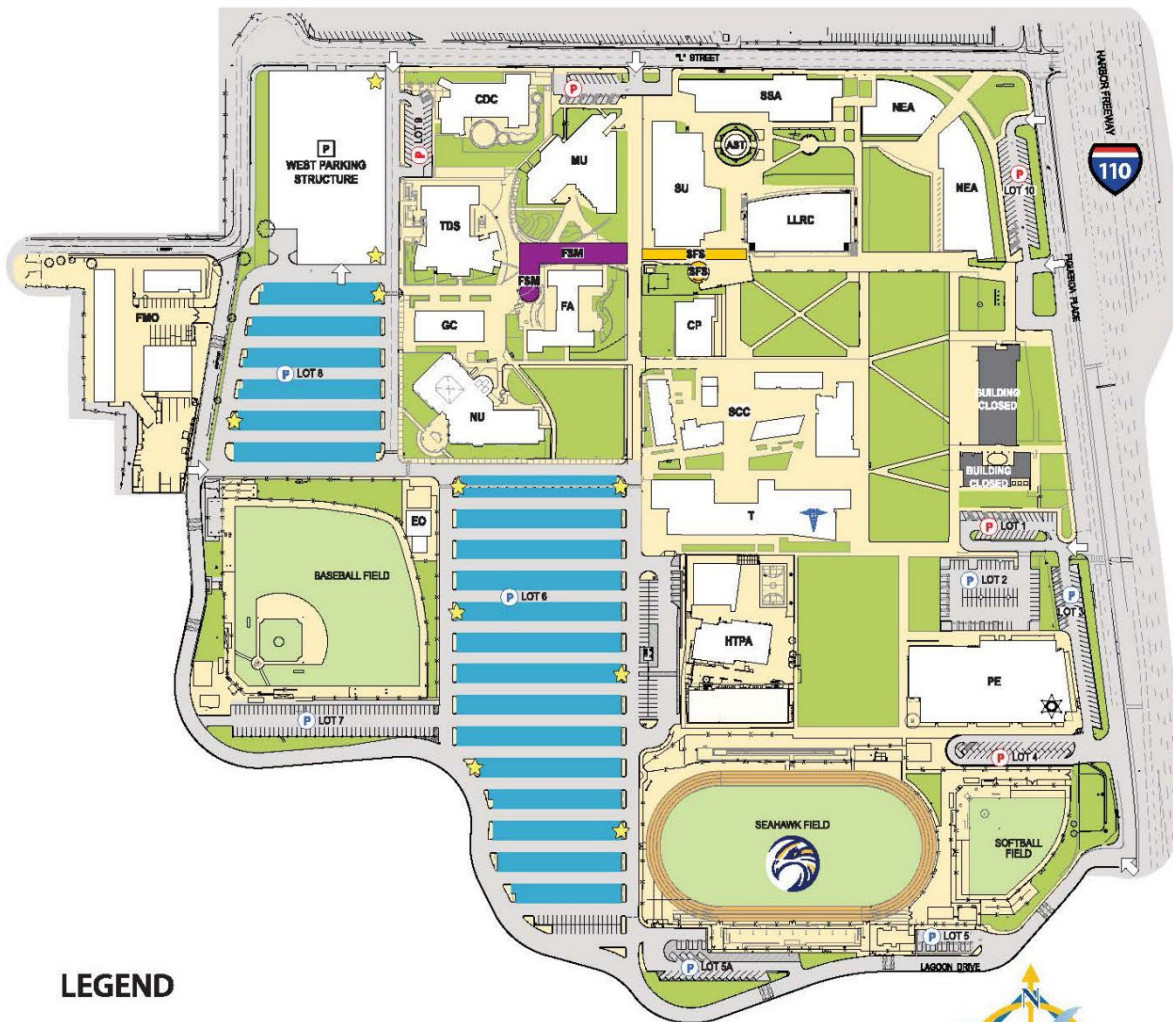 "L" STREET
HARBOR FREEWAY
110
P
CDC
SSA
NEA
P
WEST PARKING
STRUCTURE
LOT 9
P
MU
AST
SU
NEA
P
LOT 10
TDS
LLRC
FSM
SFS
FSM
SFS
FIGUEROA PLACE
FMO
GC
FA
CP
P LOT 8
BUILDING
CLOSED
NU
SCC
BUILDING
CLOSED
EO
T
P LOT 1
BASEBALL FIELD
P LOT 6
P LOT 2
P
LOT 3
HTPA
PE
P LOT 7
P LOT 4
SEAHAWK FIELD
SOFTBALL
FIELD
P LOT 5
P LOT 5A
LAGOON DRIVE
LEGEND
N